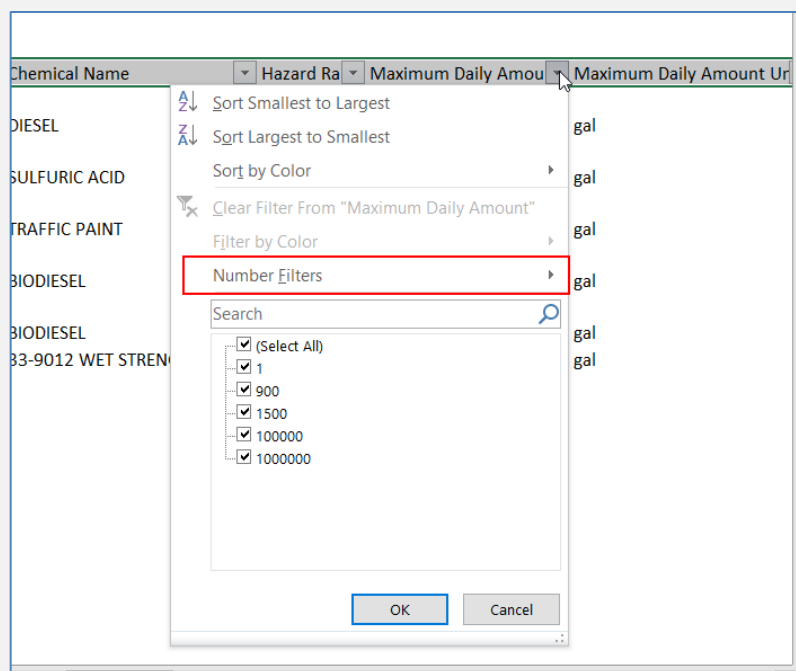 Chemical Name Hazard Ra Maximum Daily Amou Maximum Daily Amount Un
Sort Smallest to Largest
DIESEL gal
Sort Largest to Smallest
Sort by Color
SULFURIC ACID gal
Clear Filter From "Maximum Daily Amount"
TRAFFIC PAINT gal
Filter by Color
Number Filters
BIODIESEL gal
Search
BIODIESEL gal
(Select All)
33-9012 WET STREN gal
1
900
1500
100000
1000000
OK Cancel